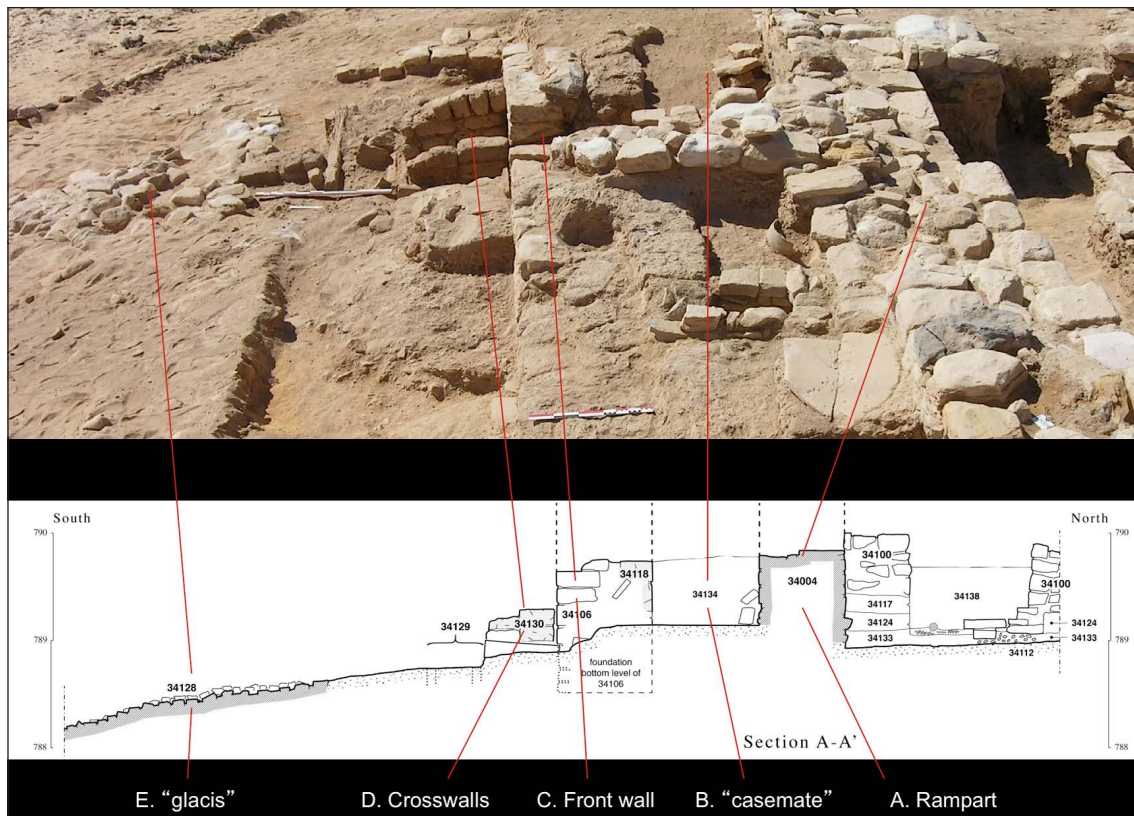 South
North
790
790
34100
34118
34004
34100
34134
34138
34117
34106
34130
34129
34124
34124
789
789
34133
34133
34112
foundation
bottom level of
34106
34128
788
788
Section A-A’
E. “glacis”
D. Crosswalls
C. Front wall
B. “casemate”
A. Rampart